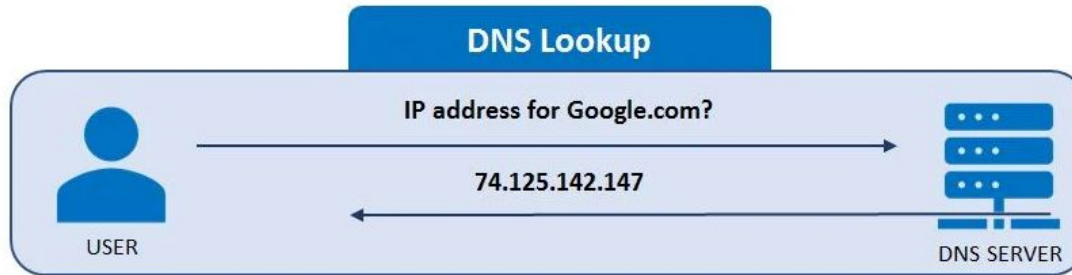 DNS Lookup
IP address for Google.com?
74.125.142.147
USER
DNS SERVER